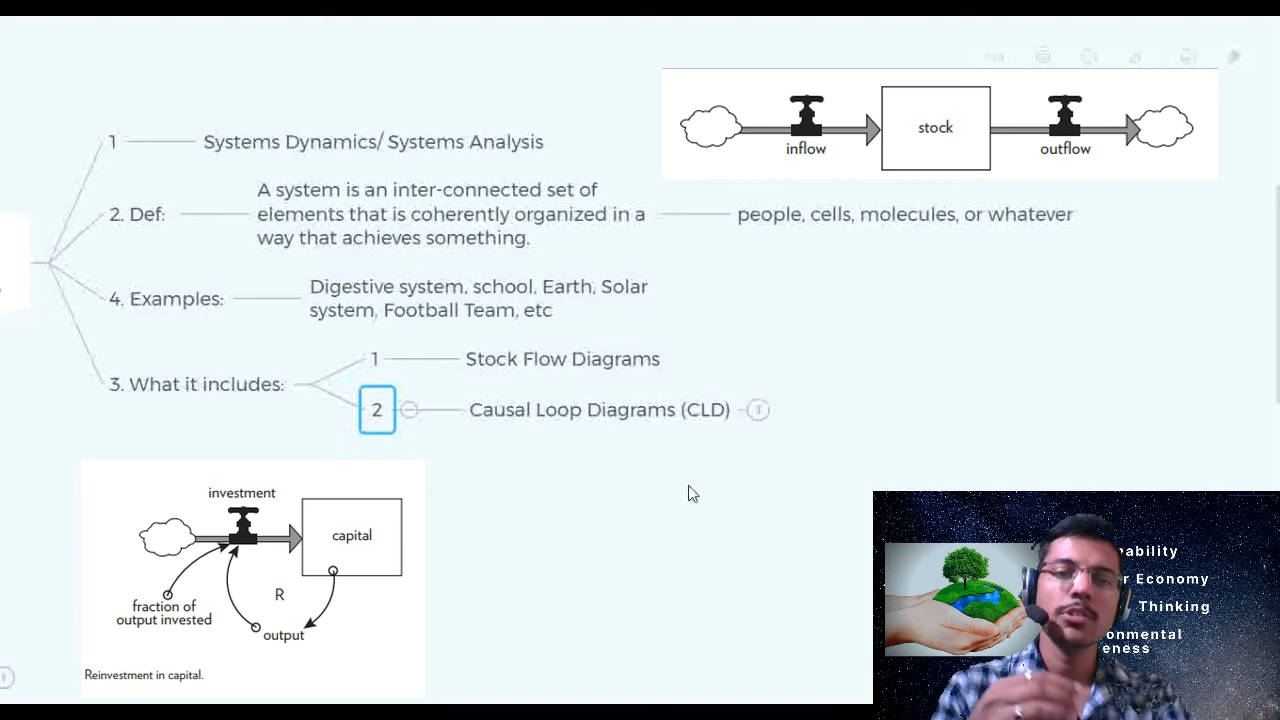 stock
inflow
outflow
1
Systems Dynamics/ Systems Analysis
2. Def:
A system is an inter-connected set of
elements that is coherently organized in a
way that achieves something.
people, cells, molecules, or whatever
4. Examples:
Digestive system, school, Earth, Solar
system, Football Team, etc
3. What it includes:
1
Stock Flow Diagrams
2
Causal Loop Diagrams (CLD)
T
investment
capital
R
fraction of
output invested
output
Reinvestment in capital.
Economy
Thinking